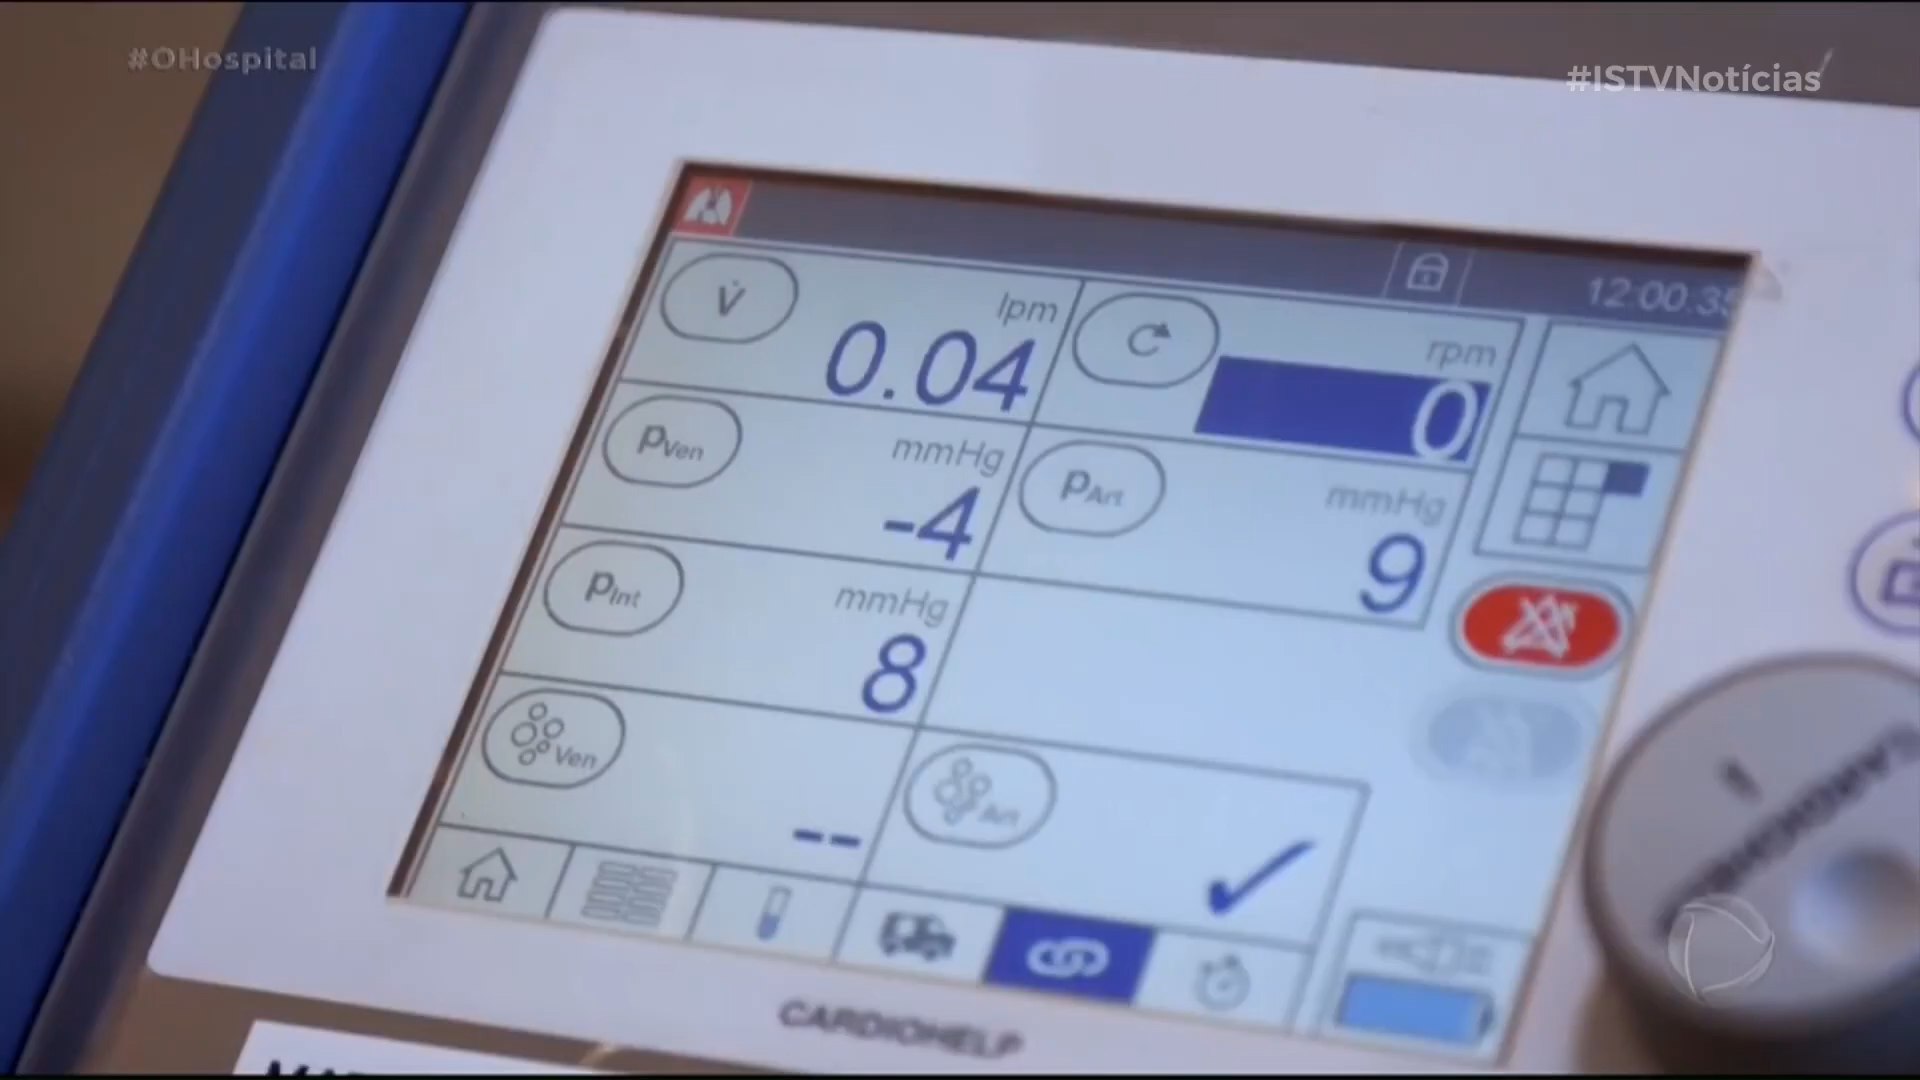 #OHospital
#ISTVNotícias
12:00:35
V̇ lpm 0.04
rpm 0
pVen mmHg -4
pArt mmHg 9
pInt mmHg 8
Ven --
Art
CARDIOHELP